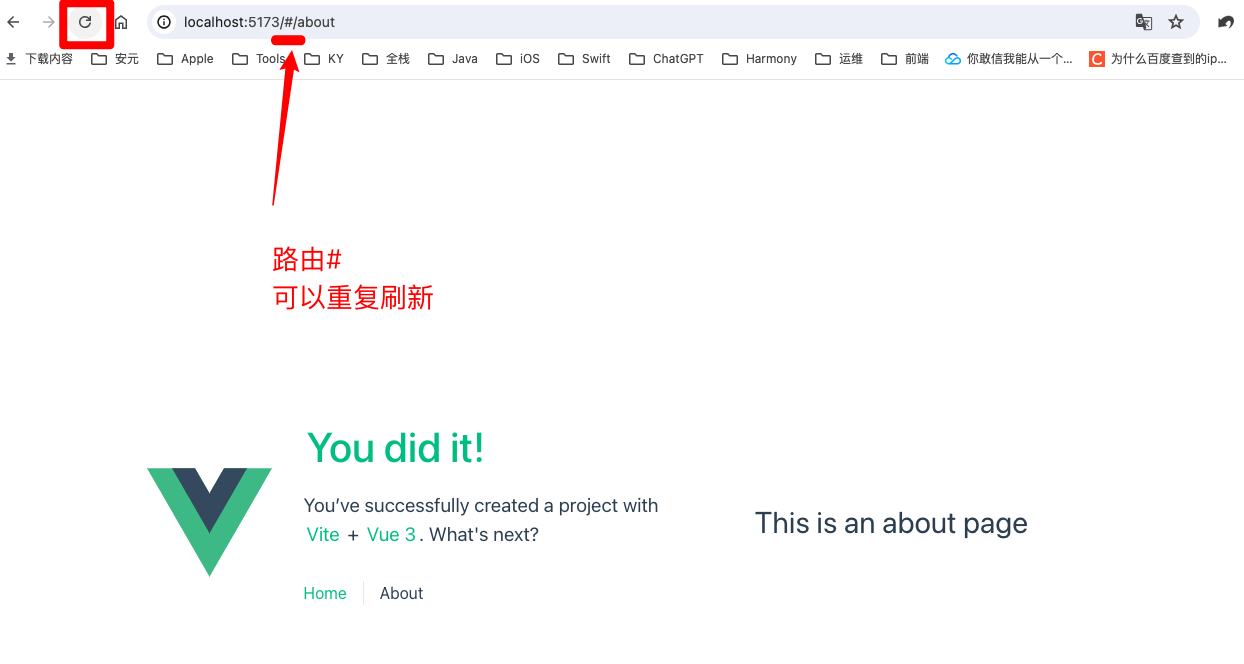 localhost:5173/#/about
下载内容 安元 Apple Tools KY 全栈 Java iOS Swift ChatGPT Harmony 运维 前端 你敢信我能从一个... C 为什么百度查到的ip...
路由#
可以重复刷新
You did it!
You’ve successfully created a project with
Vite + Vue 3. What's next?
This is an about page
Home About